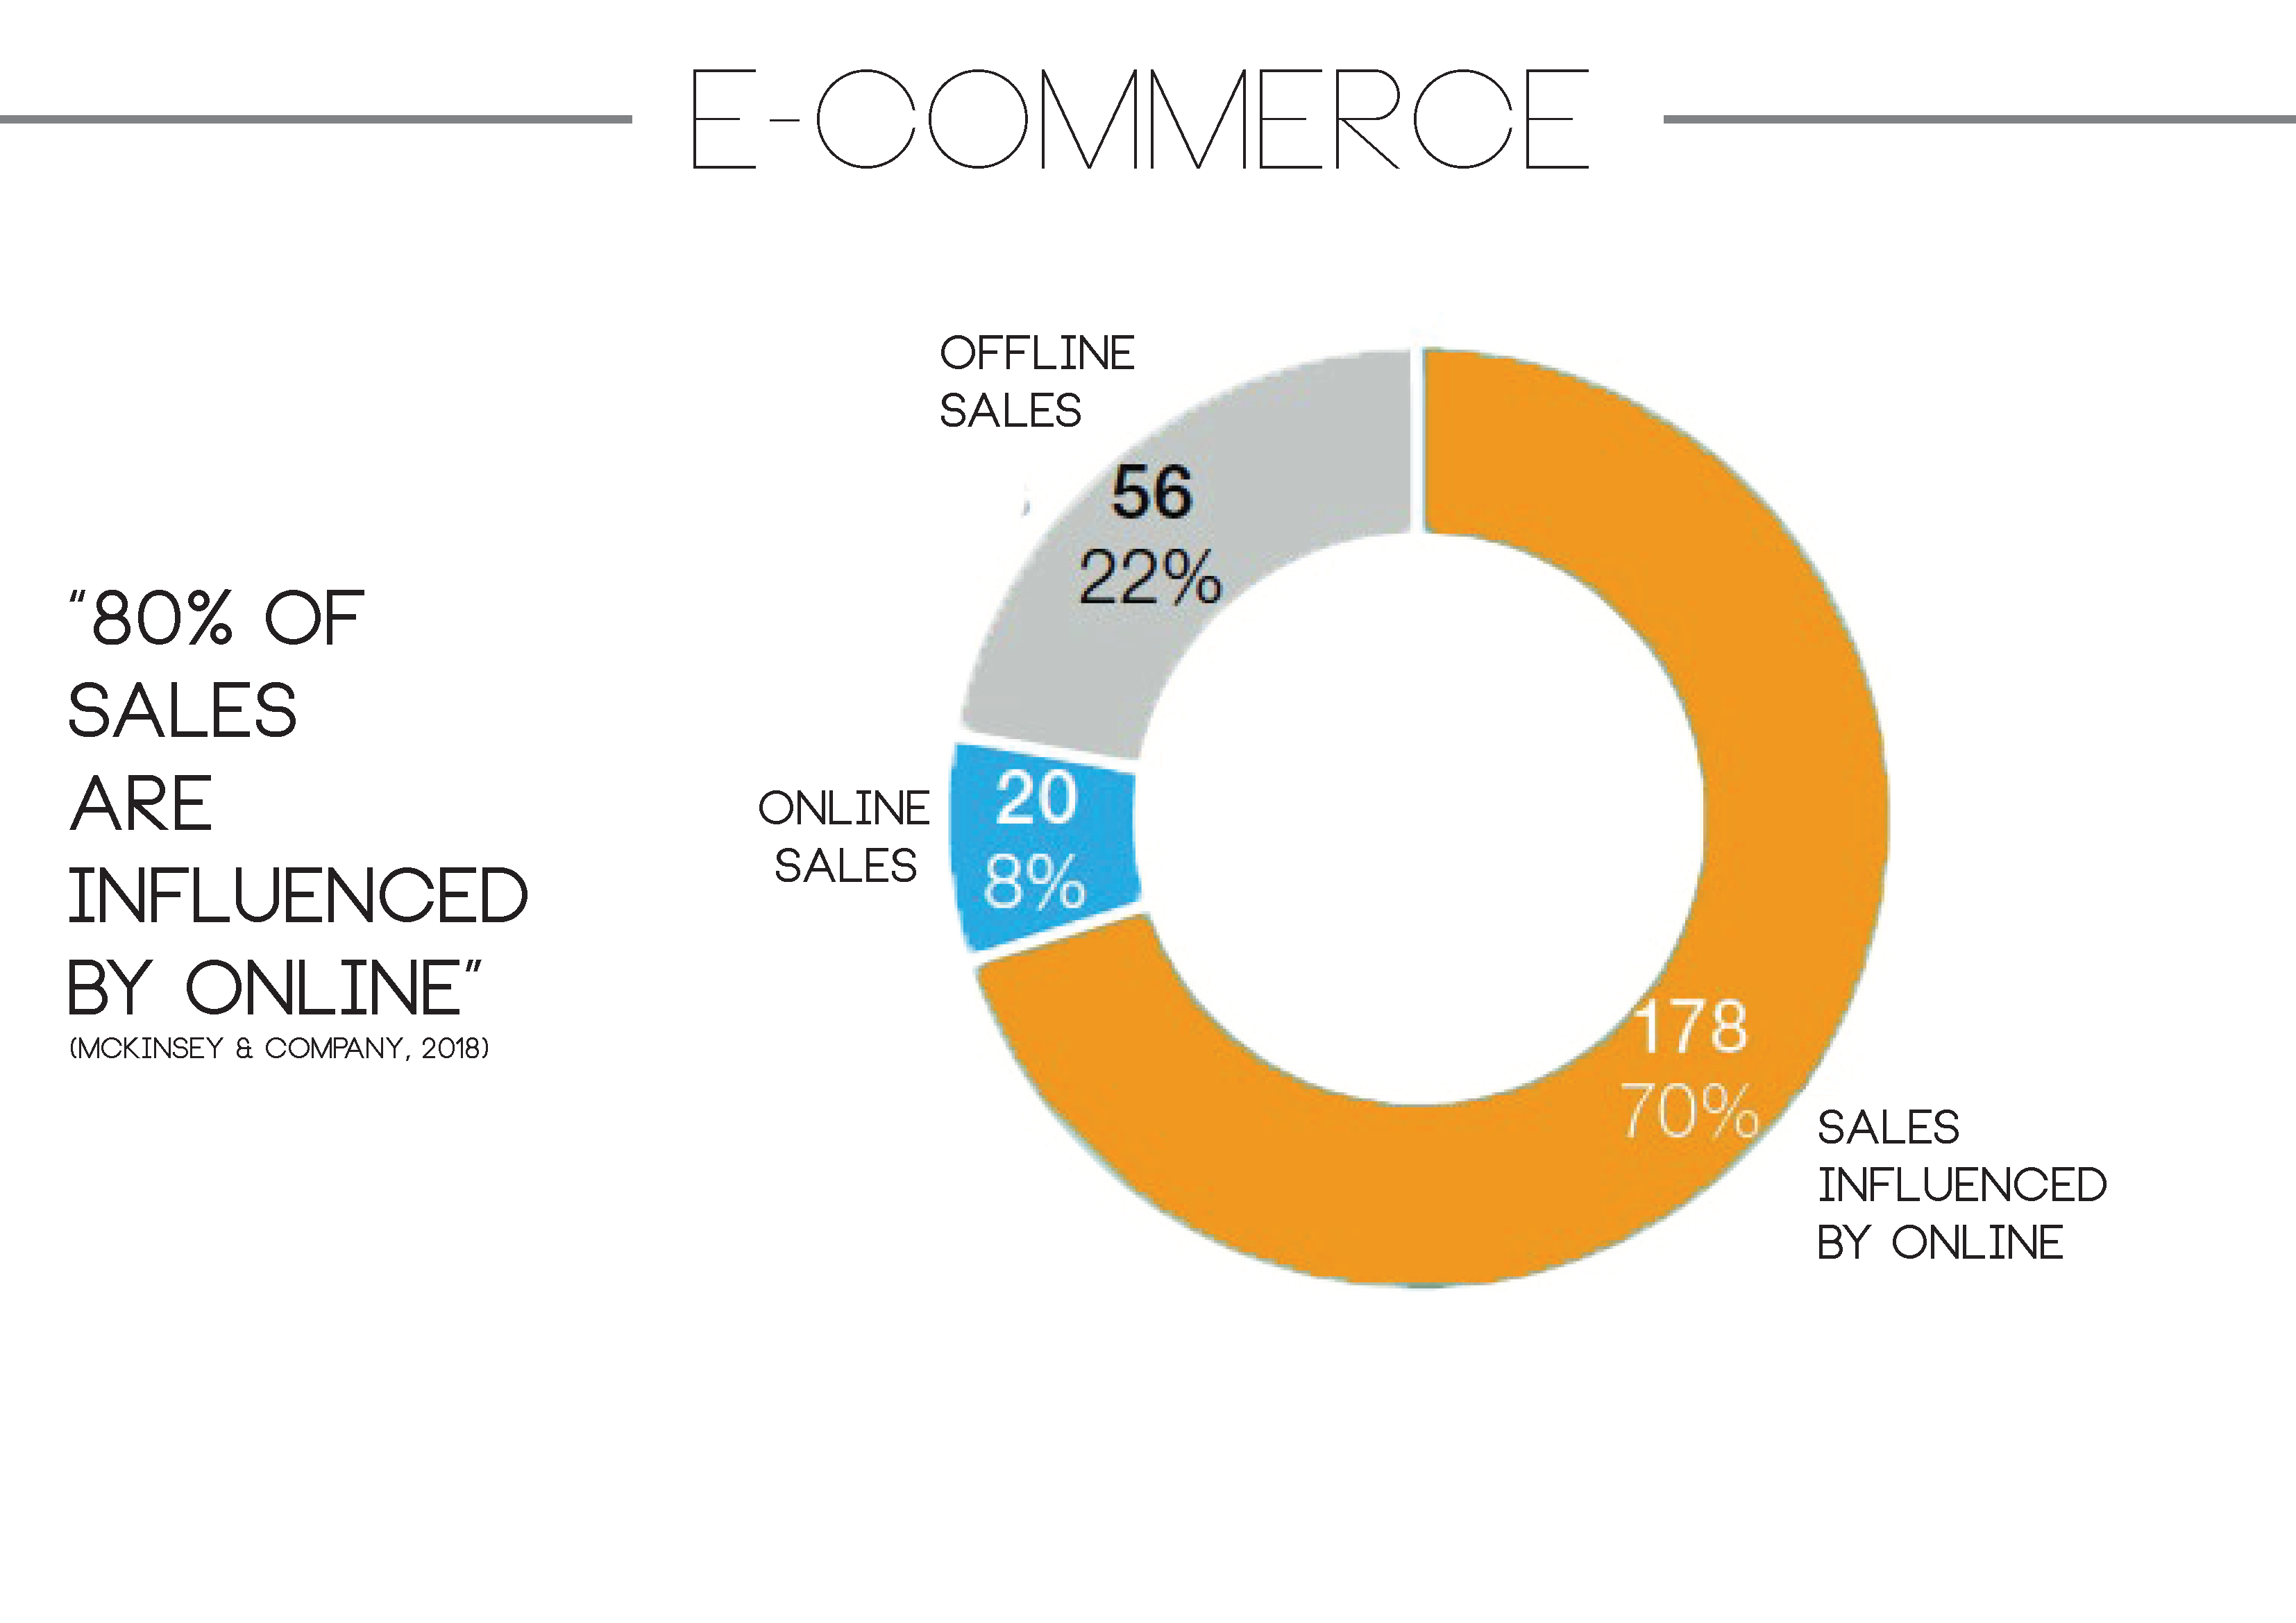 E-COMMERCE
"80% OF
SALES
ARE
INFLUENCED
BY ONLINE"
(MCKINSEY & COMPANY, 2018)
OFFLINE
SALES
56
22%
ONLINE
SALES
20
8%
178
70%
SALES
INFLUENCED
BY ONLINE